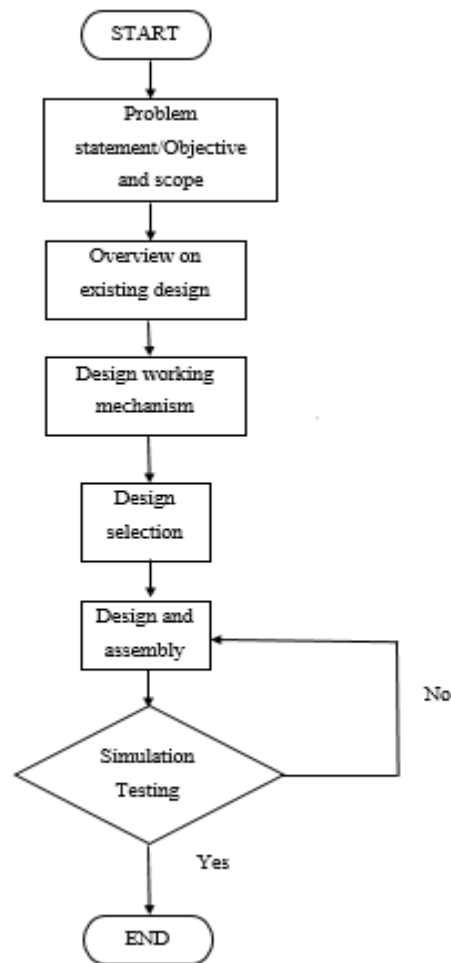 START
Problem
statement/Objective
and scope
Overview on
existing design
Design working
mechanism
Design
selection
Design and
assembly
No
Simulation
Testing
Yes
END